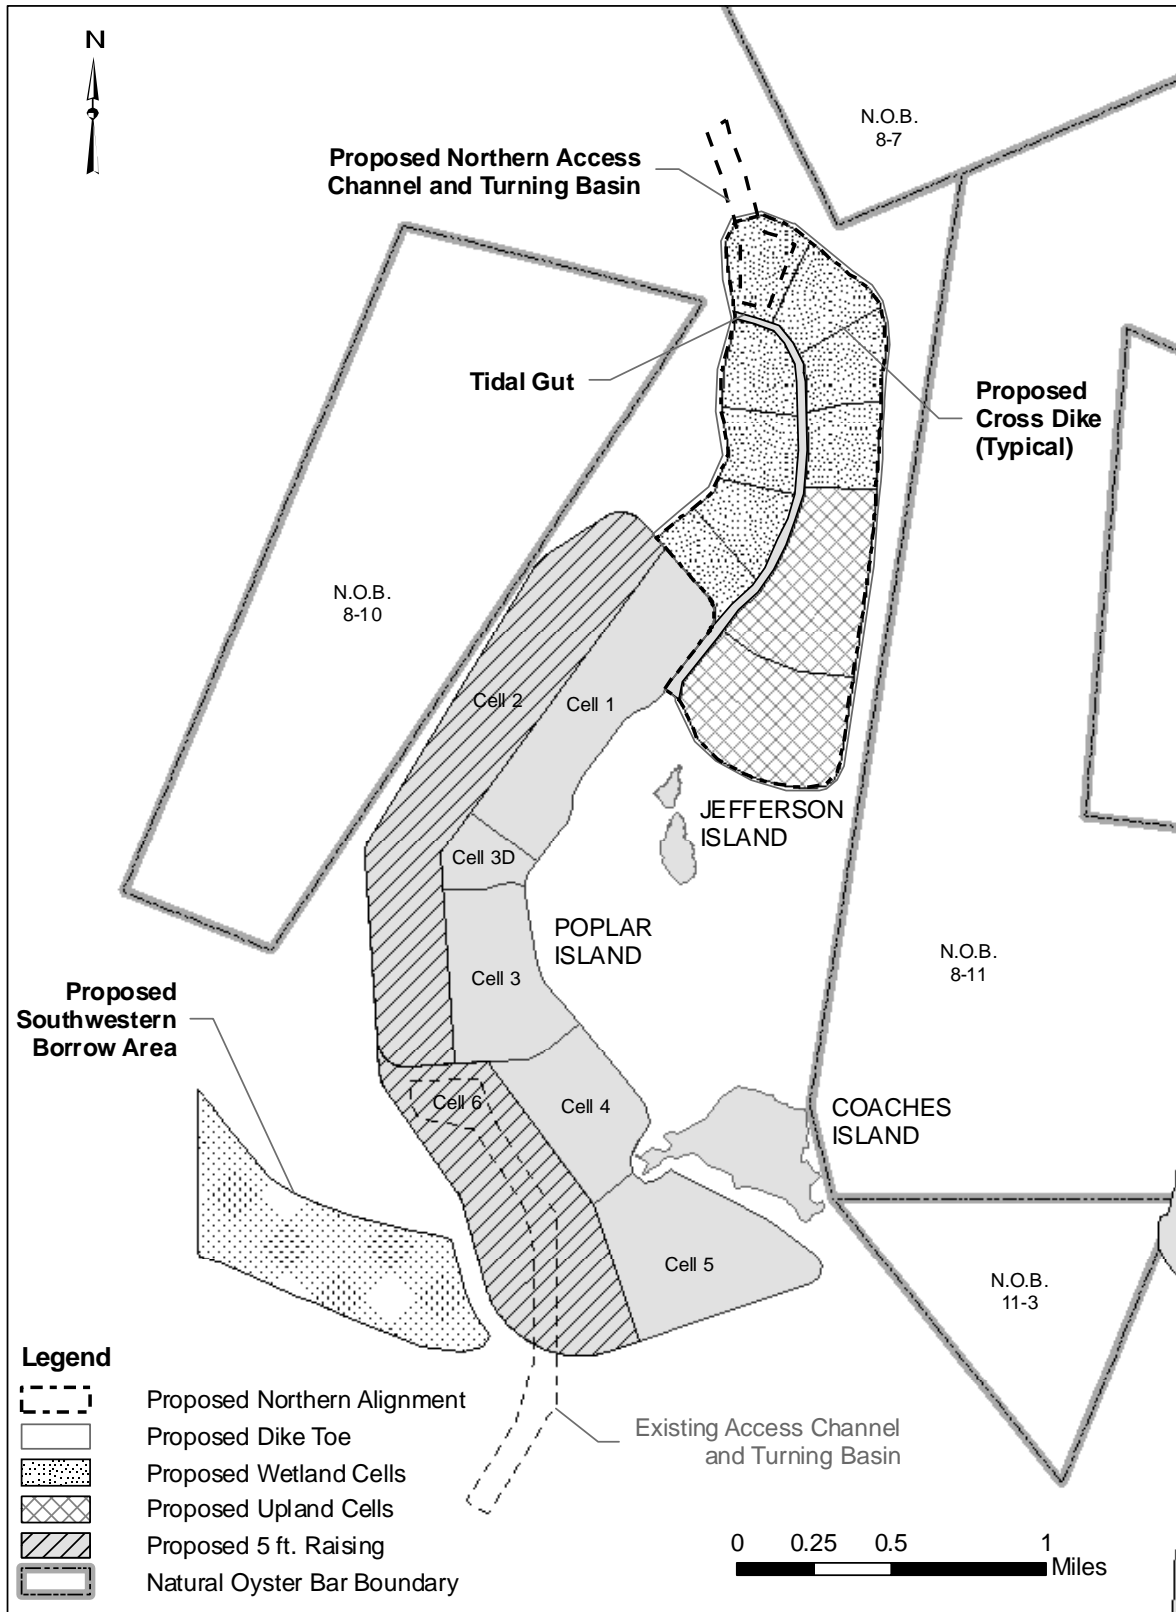 N
N.O.B.
8-7
Proposed Northern Access
Channel and Turning Basin
Tidal Gut
Proposed
Cross Dike
(Typical)
N.O.B.
8-10
Cell 2
Cell 1
JEFFERSON
ISLAND
Cell 3D
POPLAR
ISLAND
N.O.B.
8-11
Cell 3
Proposed
Southwestern
Borrow Area
Cell 6
Cell 4
COACHES
ISLAND
Cell 5
N.O.B.
11-3
Legend
Proposed Northern Alignment
Proposed Dike Toe
Proposed Wetland Cells
Proposed Upland Cells
Proposed 5 ft. Raising
Natural Oyster Bar Boundary
Existing Access Channel
and Turning Basin
0 0.25 0.5 1
Miles